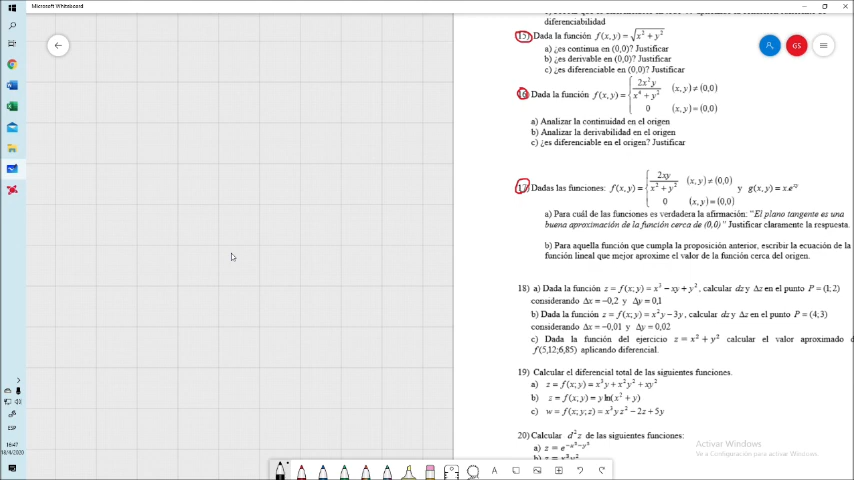 Microsoft Whiteboard
diferenciabilidad
15) Dada la función f(x, y) = √x² + y²
a) ¿es continua en (0,0)? Justificar
b) ¿es derivable en (0,0)? Justificar
c) ¿es diferenciable en (0,0)? Justificar
16) Dada la función f(x, y) = { 2x²y / x⁴ + y² (x, y) ≠ (0,0)
0 (x, y) = (0,0)
a) Analizar la continuidad en el origen
b) Analizar la derivabilidad en el origen
c) ¿es diferenciable en el origen? Justificar
17) Dadas las funciones: f(x, y) = { 2xy / x² + y² (x, y) ≠ (0,0) y g(x, y) = x.eˣʸ
0 (x, y) = (0,0)
a) Para cuál de las funciones es verdadera la afirmación: "El plano tangente es una
buena aproximación de la función cerca de (0,0)" Justificar claramente la respuesta.
b) Para aquella función que cumpla la proposición anterior, escribir la ecuación de la
función lineal que mejor aproxime el valor de la función cerca del origen.
18) a) Dada la función z = f(x; y) = x³ − xy + y², calcular dz y Δz en el punto P = (1;2)
considerando Δx = −0,2 y Δy = 0,1
b) Dada la función z = f(x; y) = x²y − 3y, calcular dz y Δz en el punto P = (4;3)
considerando Δx = −0,01 y Δy = 0,02
c) Dada la función del ejercicio z = x² + y² calcular el valor aproximado d
f(5,12;6,85) aplicando diferencial.
19) Calcular el diferencial total de las siguientes funciones.
a) z = f(x; y) = x³y + x²y² + xy²
b) z = f(x; y) = y ln(x² + y)
c) w = f(x; y; z) = x³yz² − 2z + 5y
20) Calcular d²z de las siguientes funciones:
a) z = e^−x²−y²
b) z = x²y²
GS
Activar Windows
Ve a Configuración para activar Windows.
ESP
16:47
18/4/2020